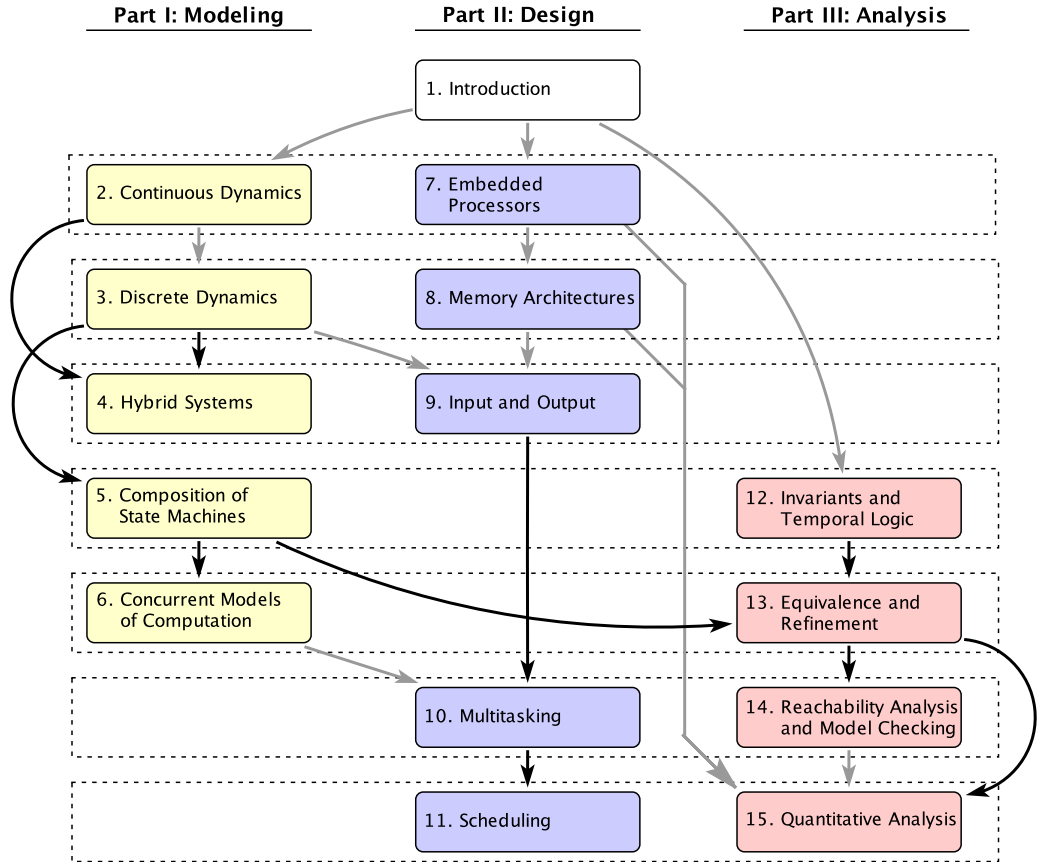 Part I: Modeling
Part II: Design
Part III: Analysis
1. Introduction
2. Continuous Dynamics
7. Embedded
Processors
3. Discrete Dynamics
8. Memory Architectures
4. Hybrid Systems
9. Input and Output
5. Composition of
State Machines
12. Invariants and
Temporal Logic
6. Concurrent Models
of Computation
13. Equivalence and
Refinement
10. Multitasking
14. Reachability Analysis
and Model Checking
11. Scheduling
15. Quantitative Analysis